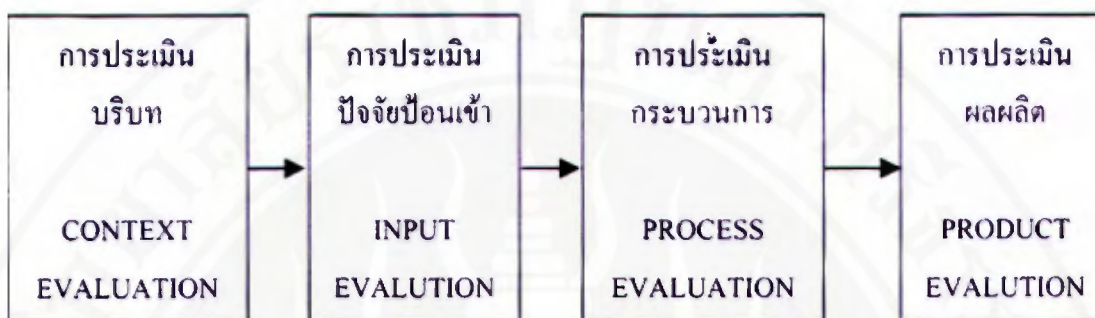 การประเมิน
บริบท
CONTEXT
EVALUATION
การประเมิน
ปัจจัยป้อนเข้า
INPUT
EVALUTION
การประเมิน
กระบวนการ
PROCESS
EVALUATION
การประเมิน
ผลผลิต
PRODUCT
EVALUTION